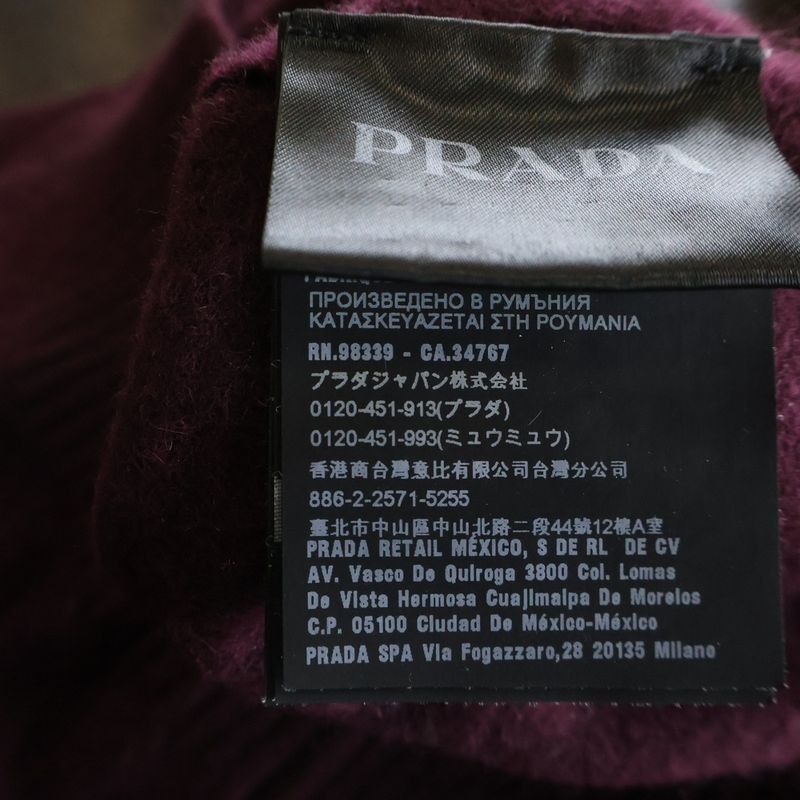 PRADA
ПРОИЗВЕДЕНО В РУМЪНИЯ
ΚΑΤΑΣΚΕΥΑΖΕΤΑΙ ΣΤΗ ΡΟΥΜΑΝΙΑ
RN.98339 - CA.34767
プラダジャパン株式会社
0120-451-913(プラダ)
0120-451-993(ミュウミュウ)
香港商台灣意比有限公司台灣分公司
886-2-2571-5255
臺北市中山區中山北路二段44號12樓A室
PRADA RETAIL MÉXICO, S DE RL DE CV
AV. Vasco De Quiroga 3800 Col. Lomas
De Vista Hermosa Cuajimalpa De Morelos
C.P. 05100 Ciudad De México-México
PRADA SPA Via Fogazzaro,28 20135 Milano